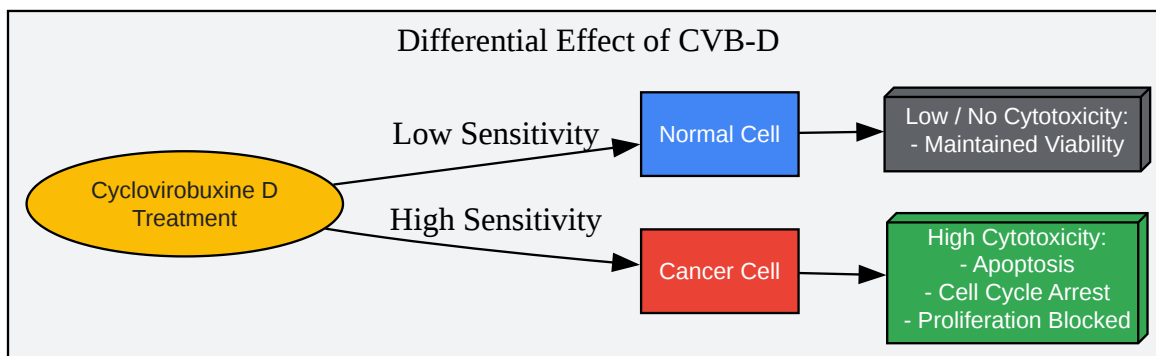 Differential Effect of CVB-D
Cyclovirobuxine D
Treatment
Low Sensitivity
Normal Cell
Low / No Cytotoxicity:
- Maintained Viability
High Sensitivity
Cancer Cell
High Cytotoxicity:
- Apoptosis
- Cell Cycle Arrest
- Proliferation Blocked